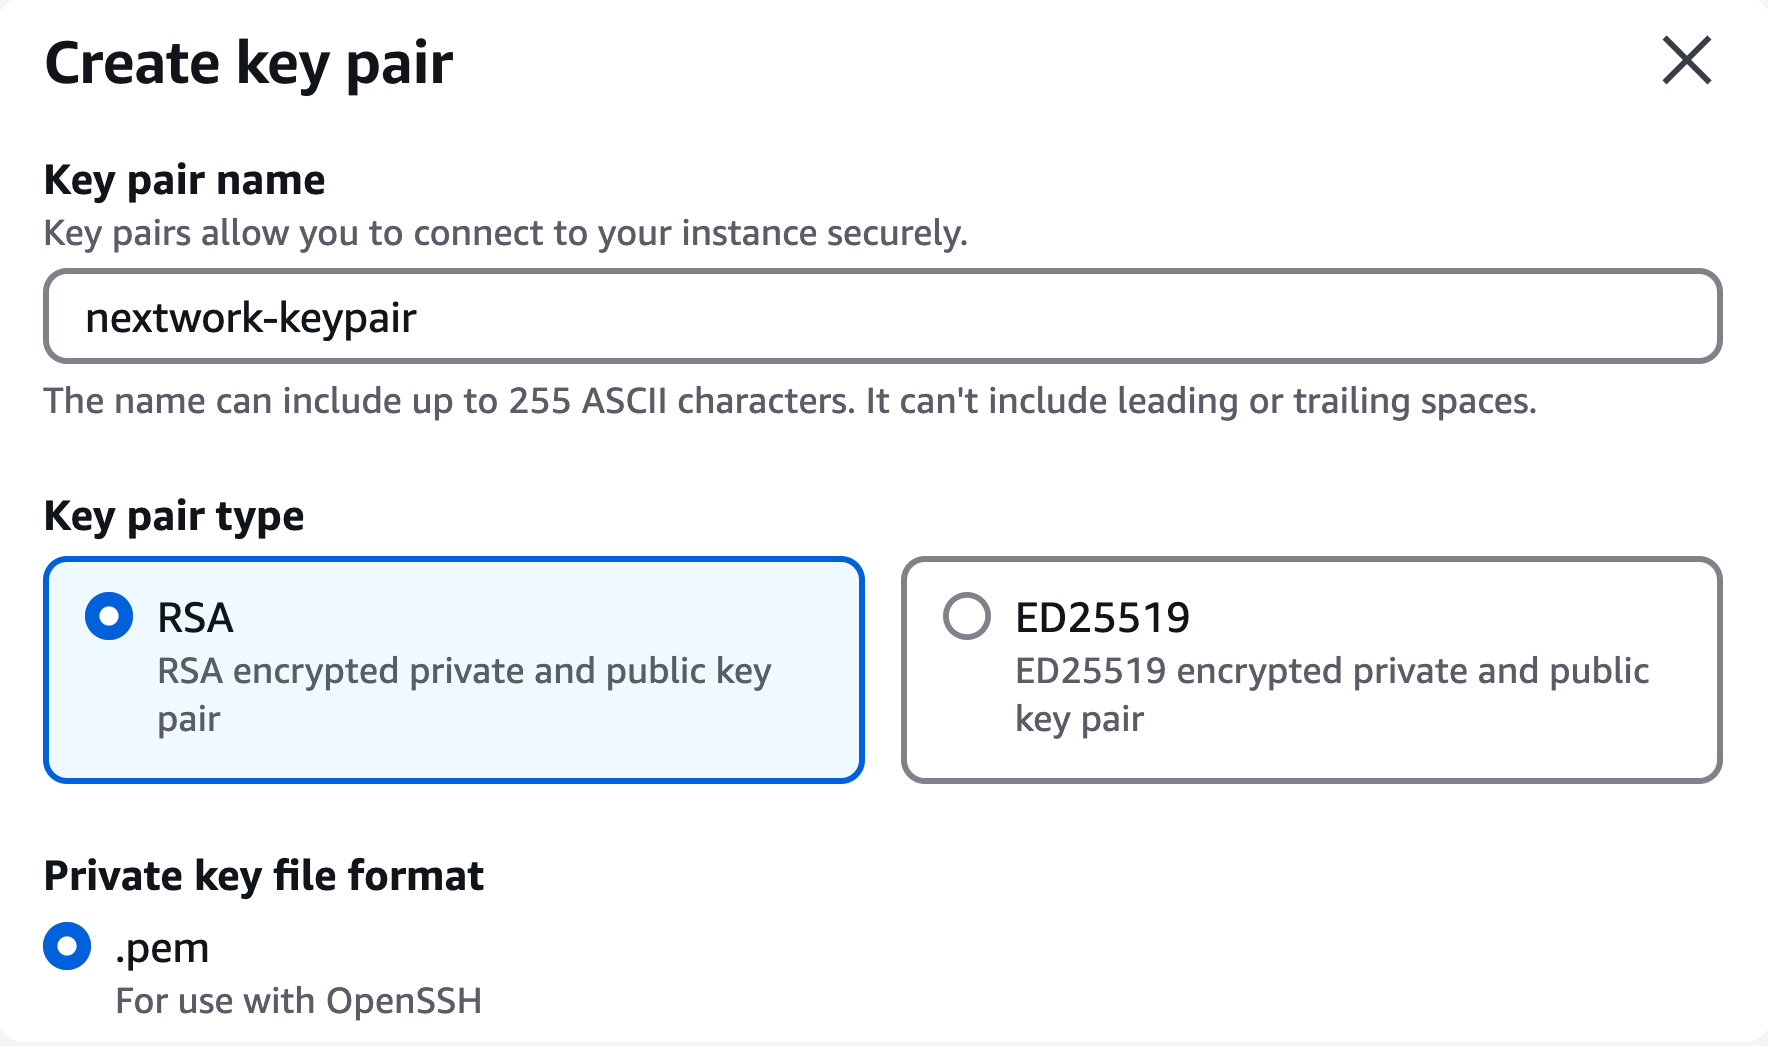 Create key pair
Key pair name
Key pairs allow you to connect to your instance securely.
nextwork-keypair
The name can include up to 255 ASCII characters. It can't include leading or trailing spaces.
Key pair type
RSA
RSA encrypted private and public key
pair
ED25519
ED25519 encrypted private and public
key pair
Private key file format
.pem
For use with OpenSSH